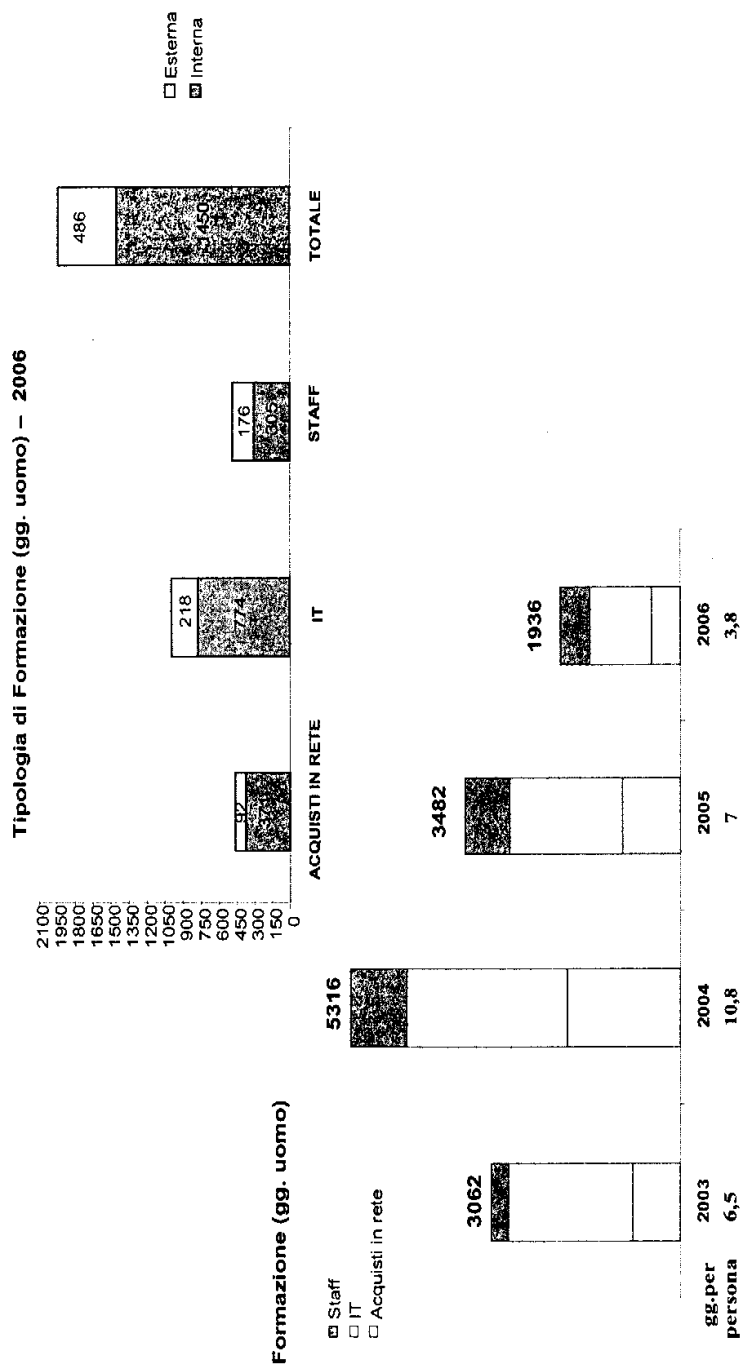 Tipologia di Formazione (gg. uomo) – 2006
2100
1950
1800
1650
1500
1350
1200
1050
900
750
600
450
300
150
0
92
218
774
176
305
486
1450
ACQUISTI IN RETE
IT
STAFF
TOTALE
Esterna
Interna
Formazione (gg. uomo)
Staff
IT
Acquisti in rete
3062
5316
3482
1936
2003
2004
2005
2006
gg.per
persona
6,5
10,8
7
3,8